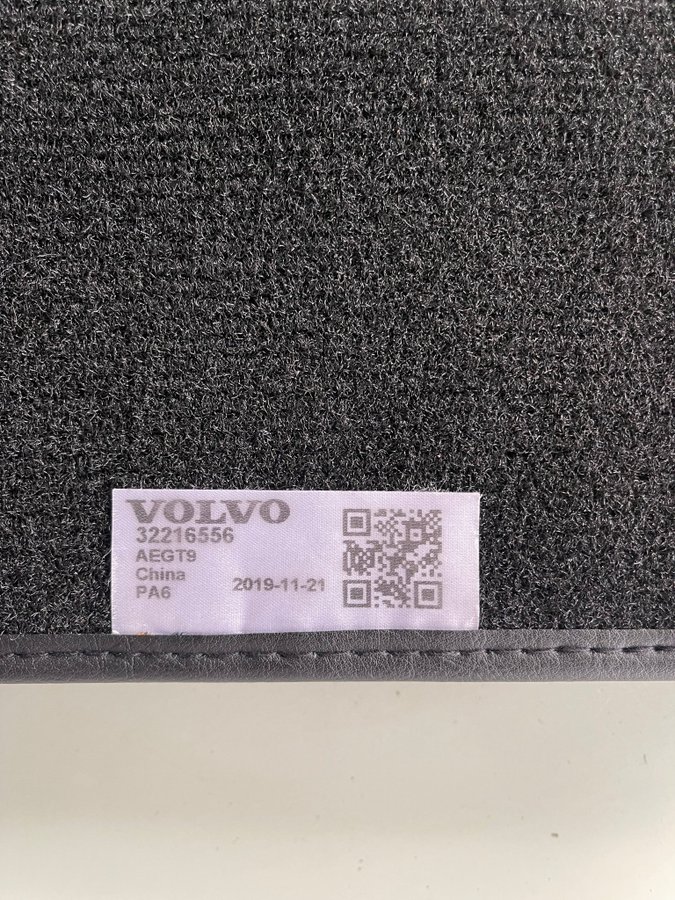 VOLVO
32216556
AEGT9
China
PA6
2019-11-21